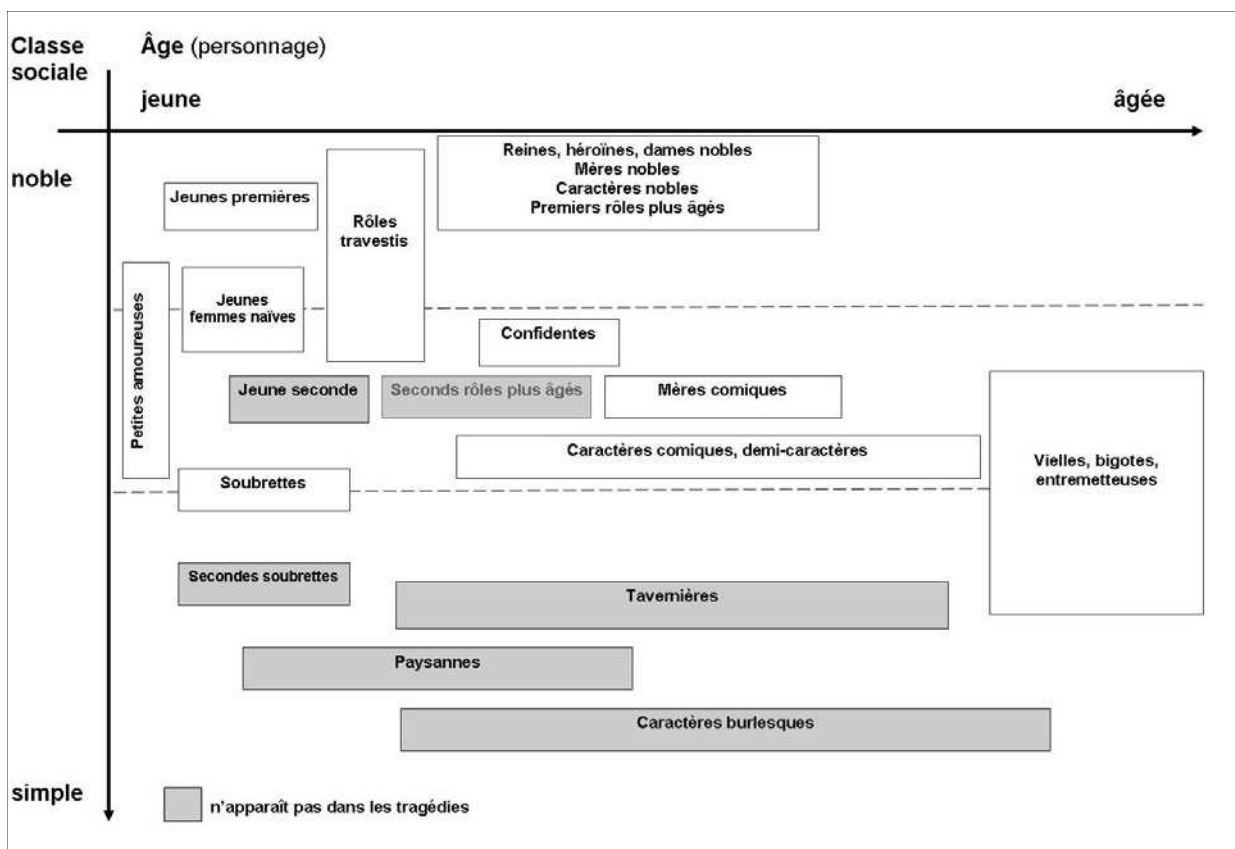 Classe
sociale
Âge (personnage)
jeune
âgée
noble
Reines, héroïnes, dames nobles
Mères nobles
Caractères nobles
Premiers rôles plus âgés
Jeunes premières
Rôles
travestis
Petites amoureuses
Jeunes
femmes naïves
Confidentes
Jeune seconde
Seconds rôles plus âgés
Mères comiques
Caractères comiques, demi-caractères
Vielles, bigotes,
entremetteuses
Soubrettes
Secondes soubrettes
Tavernières
Paysannes
Caractères burlesques
simple
n'apparaît pas dans les tragédies